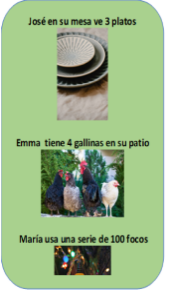 José en su mesa ve 3 platos
Emma tiene 4 gallinas en su patio
María usa una serie de 100 focos